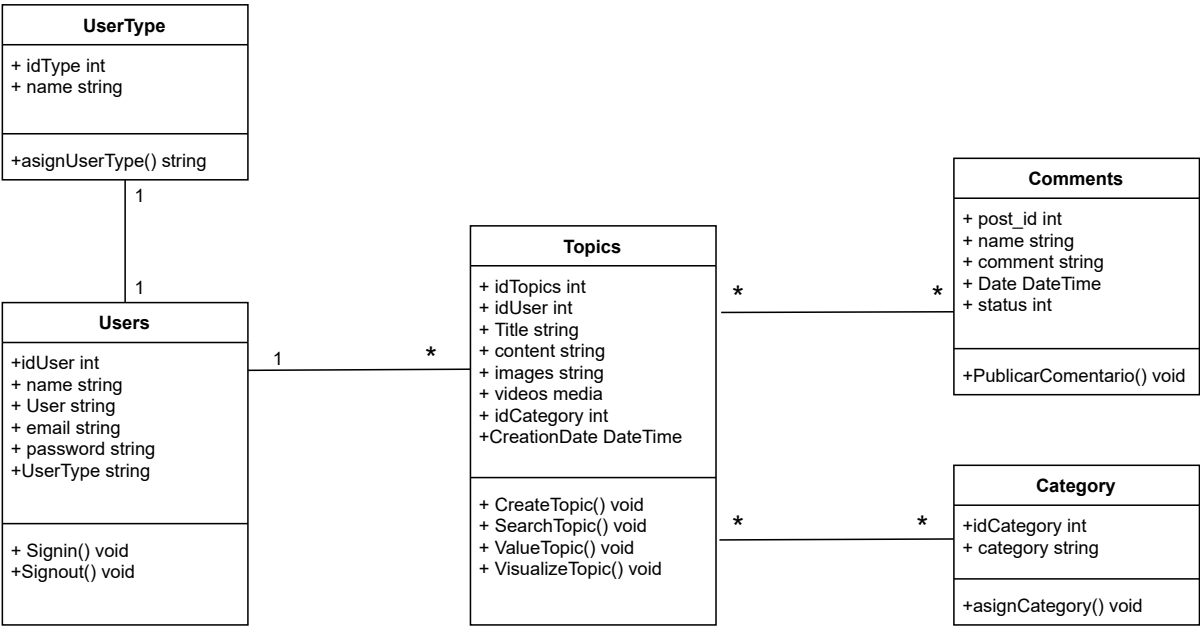 UserType
+ idType int
+ name string
+asignUserType() string
1
1
Users
+idUser int
+ name string
+ User string
+ email string
+ password string
+UserType string
+ Signin() void
+Signout() void
1
*
Topics
+ idTopics int
+ idUser int
+ Title string
+ content string
+ images string
+ videos media
+ idCategory int
+CreationDate DateTime
+ CreateTopic() void
+ SearchTopic() void
+ ValueTopic() void
+ VisualizeTopic() void
*
*
Comments
+ post_id int
+ name string
+ comment string
+ Date DateTime
+ status int
+PublicarComentario() void
*
*
Category
+idCategory int
+ category string
+asignCategory() void